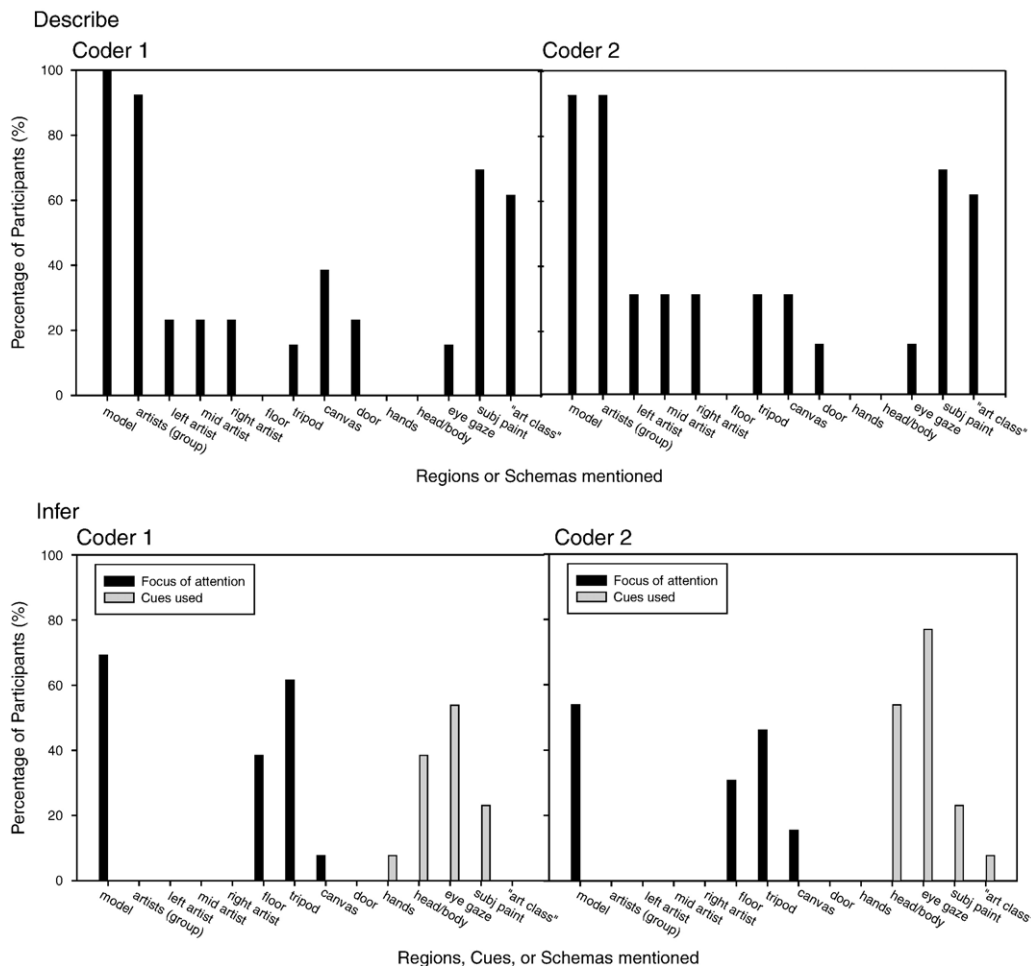 Describe
Coder 1
Coder 2
Percentage of Participants (%)
100
80
60
40
20
0
model
artists (group)
left artist
mid artist
right artist
floor
tripod
canvas
door
hands
head/body
eye gaze
subj paint
"art class"
model
artists (group)
left artist
mid artist
right artist
floor
tripod
canvas
door
hands
head/body
eye gaze
subj paint
"art class"
Regions or Schemas mentioned
Infer
Coder 1
Coder 2
Percentage of Participants (%)
100
80
60
40
20
0
Focus of attention
Cues used
Focus of attention
Cues used
model
artists (group)
left artist
mid artist
right artist
floor
tripod
canvas
door
hands
head/body
eye gaze
subj paint
"art class"
model
artists (group)
left artist
mid artist
right artist
floor
tripod
canvas
door
hands
head/body
eye gaze
subj paint
"art class
Regions, Cues, or Schemas mentioned